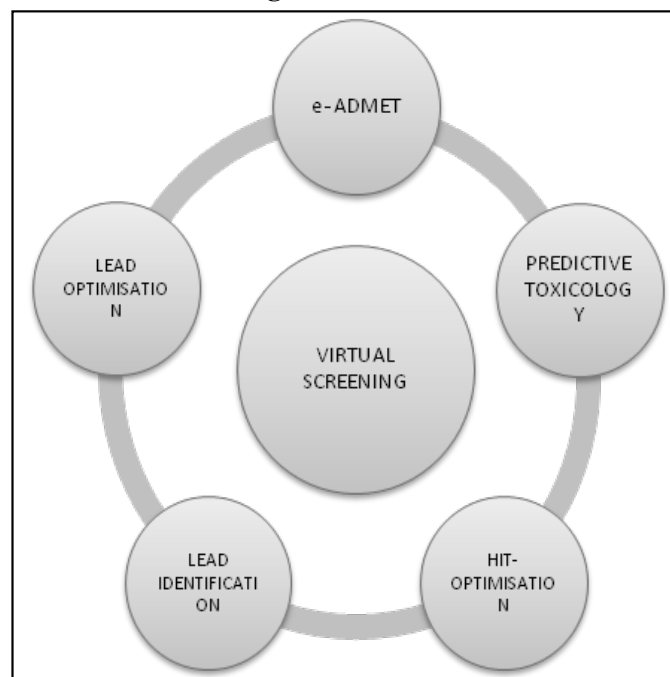 e-ADMET
PREDICTIVE
TOXICOLOG
Y
HIT-
OPTIMISATIO
N
LEAD
IDENTIFICATI
ON
LEAD
OPTIMISATIO
N
VIRTUAL
SCREENING